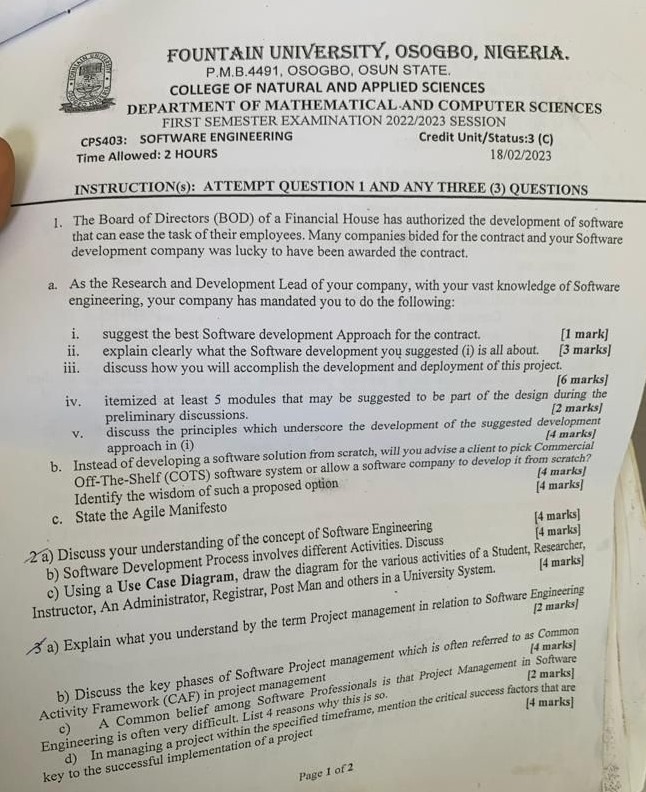 FOUNTAIN UNIVERSITY, OSOGBO, NIGERIA.
P.M.B.4491, OSOGBO, OSUN STATE.
COLLEGE OF NATURAL AND APPLIED SCIENCES
DEPARTMENT OF MATHEMATICAL AND COMPUTER SCIENCES
FIRST SEMESTER EXAMINATION 2022/2023 SESSION
CPS403: SOFTWARE ENGINEERING Credit Unit/Status:3 (C)
Time Allowed: 2 HOURS 18/02/2023
INSTRUCTION(s): ATTEMPT QUESTION 1 AND ANY THREE (3) QUESTIONS
1. The Board of Directors (BOD) of a Financial House has authorized the development of software
that can ease the task of their employees. Many companies bided for the contract and your Software
development company was lucky to have been awarded the contract.
a. As the Research and Development Lead of your company, with your vast knowledge of Software
engineering, your company has mandated you to do the following:
i. suggest the best Software development Approach for the contract. [1 mark]
ii. explain clearly what the Software development you suggested (i) is all about. [3 marks]
iii. discuss how you will accomplish the development and deployment of this project.
[6 marks]
iv. itemized at least 5 modules that may be suggested to be part of the design during the
preliminary discussions. [2 marks]
v. discuss the principles which underscore the development of the suggested development
approach in (i) [4 marks]
b. Instead of developing a software solution from scratch, will you advise a client to pick Commercial
Off-The-Shelf (COTS) software system or allow a software company to develop it from scratch?
Identify the wisdom of such a proposed option [4 marks]
c. State the Agile Manifesto [4 marks]
2 a) Discuss your understanding of the concept of Software Engineering [4 marks]
b) Software Development Process involves different Activities. Discuss [4 marks]
c) Using a Use Case Diagram, draw the diagram for the various activities of a Student, Researcher,
Instructor, An Administrator, Registrar, Post Man and others in a University System. [4 marks]
3 a) Explain what you understand by the term Project management in relation to Software Engineering
[2 marks]
b) Discuss the key phases of Software Project management which is often referred to as Common
Activity Framework (CAF) in project management [4 marks]
c) A Common belief among Software Professionals is that Project Management in Software
Engineering is often very difficult. List 4 reasons why this is so. [2 marks]
d) In managing a project within the specified timeframe, mention the critical success factors that are
key to the successful implementation of a project [4 marks]
Page 1 of 2